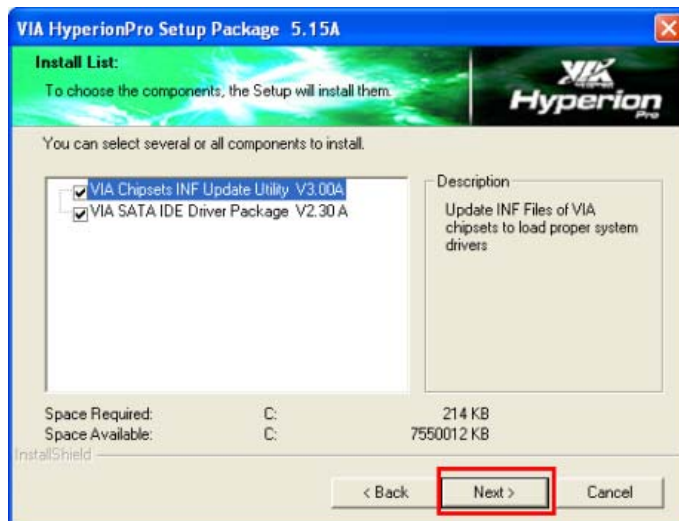 VIA HyperionPro Setup Package 5.15A
Install List:
To choose the components, the Setup will install them.
VIA
Hyperion
Pro
You can select several or all components to install.
VIA Chipsets INF Update Utility V3.00A
VIA SATA IDE Driver Package V2.30 A
Description
Update INF Files of VIA
chipsets to load proper system
drivers
Space Required: C: 214 KB
Space Available: C: 7550012 KB
InstallShield
< Back Next > Cancel